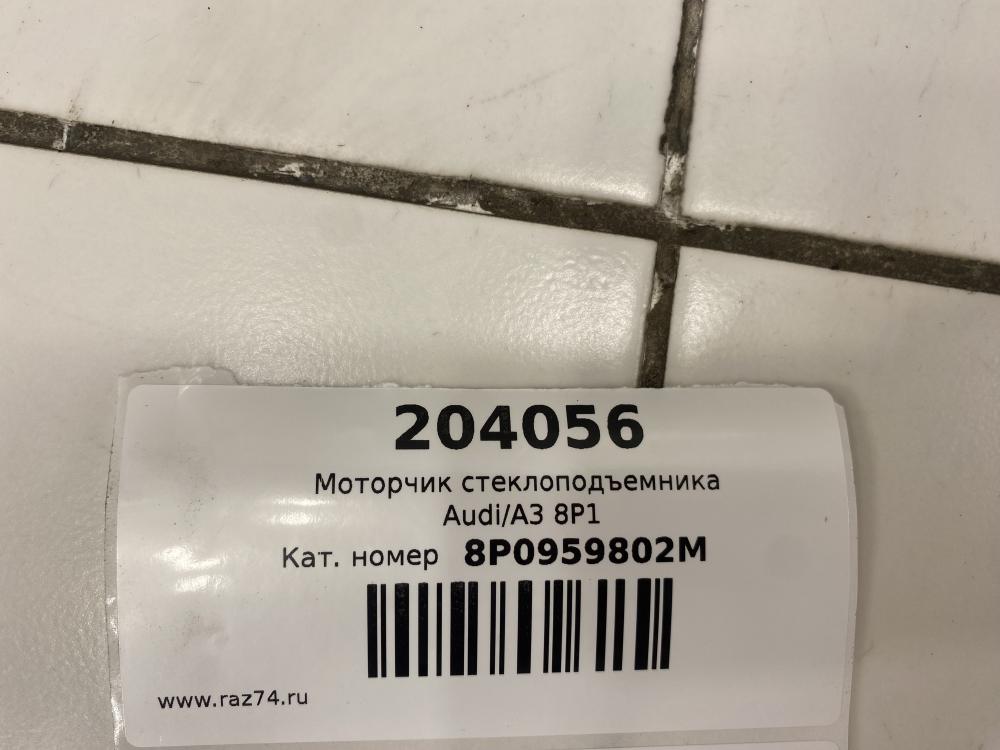 204056
Моторчик стеклоподъемника
Audi/A3 8P1
Кат. номер 8P0959802M
www.raz74.ru